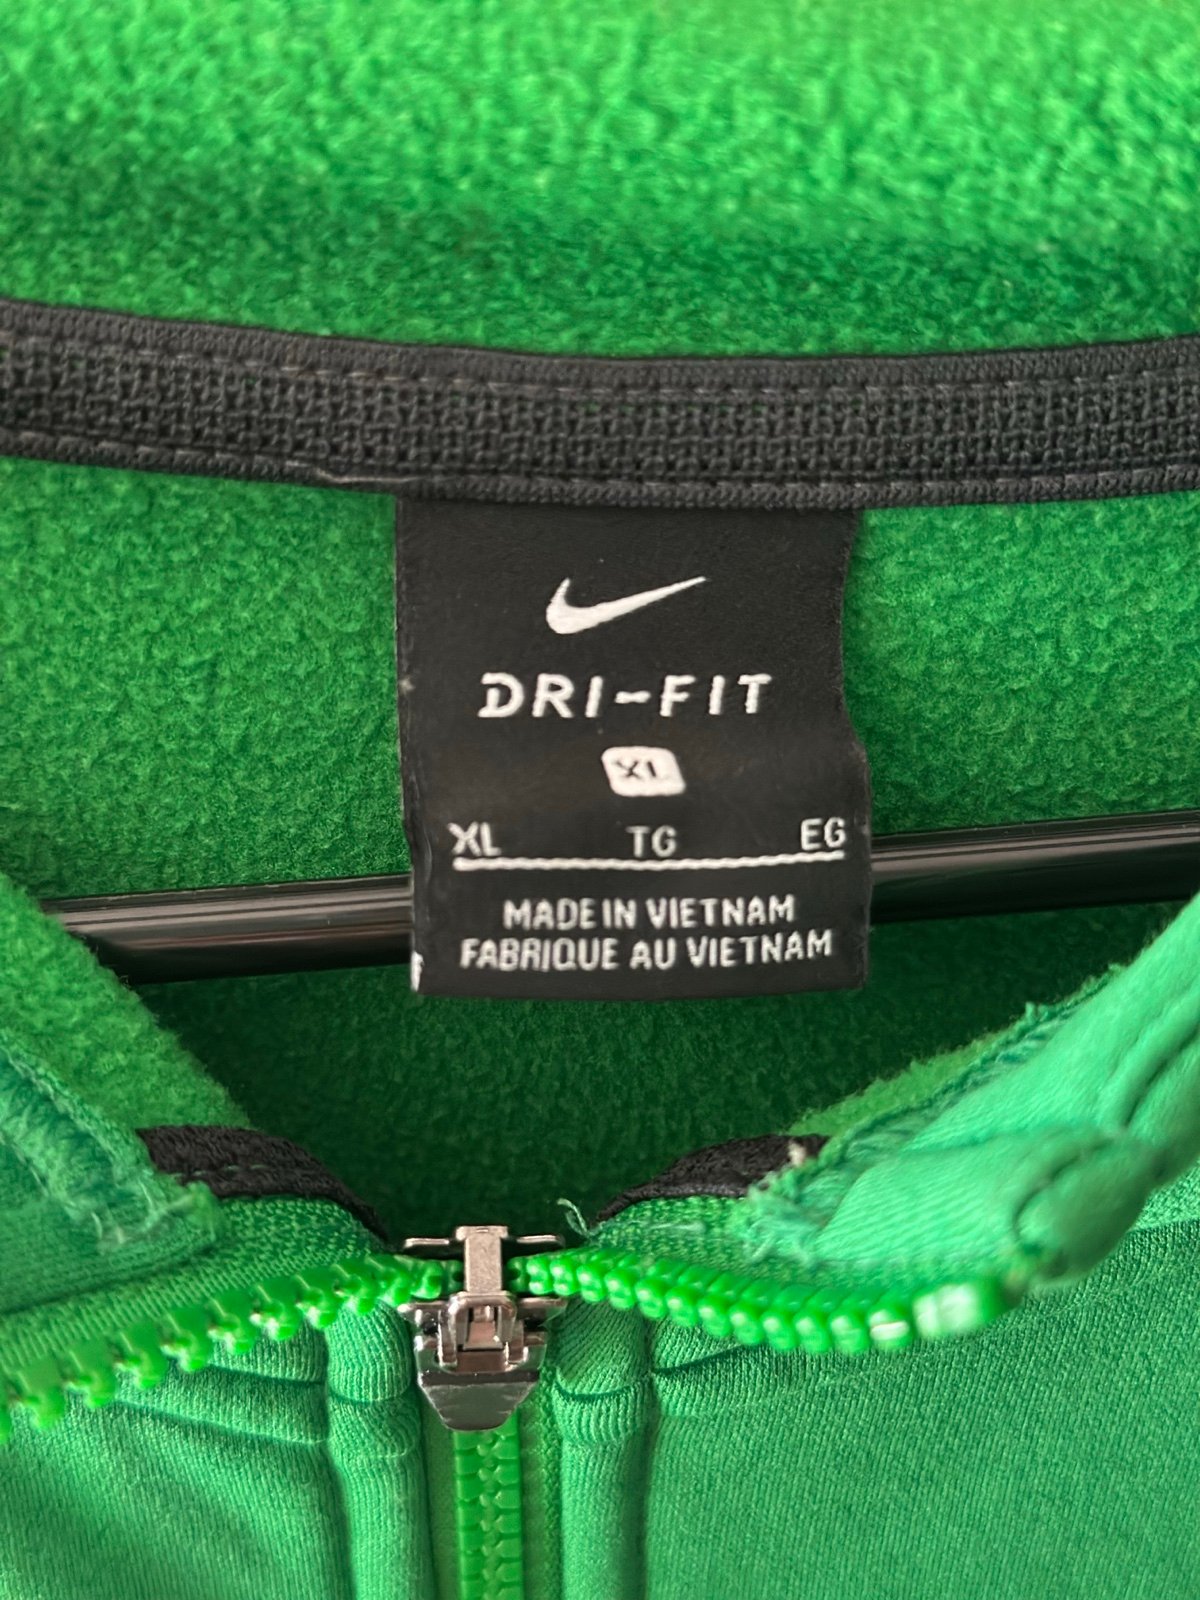 DRI-FIT
XL
XL TG EG
MADE IN VIETNAM
FABRIQUE AU VIETNAM